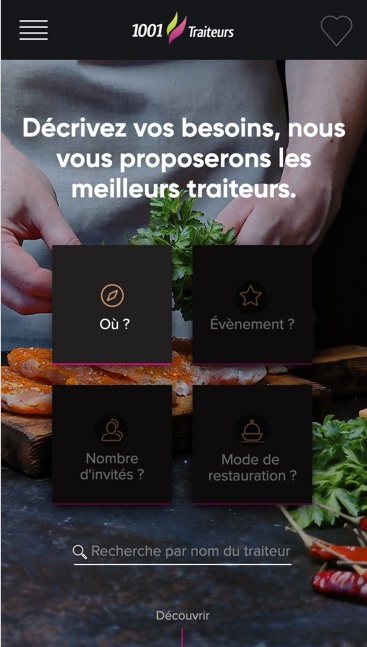 1001 Traiteurs
Décrivez vos besoins, nous
vous proposerons les
meilleurs traiteurs.
Où ?
Évènement ?
Nombre
d'invités ?
Mode de
restauration ?
Recherche par nom du traiteur
Découvrir